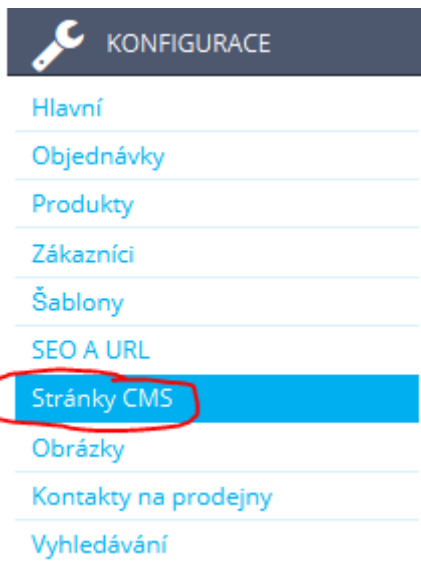 KONFIGURACE
Hlavní
Objednávky
Produkty
Zákazníci
Šablony
SEO A URL
Stránky CMS
Obrázky
Kontakty na prodejny
Vyhledávání